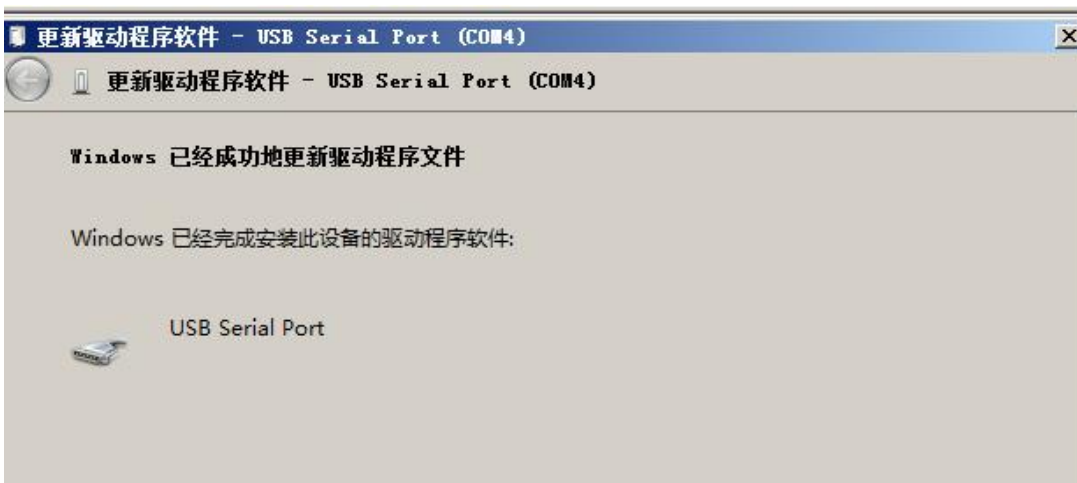 更新驱动程序软件 - USB Serial Port (COM4)
更新驱动程序软件 - USB Serial Port (COM4)
Windows 已经成功地更新驱动程序文件
Windows 已经完成安装此设备的驱动程序软件:
USB Serial Port